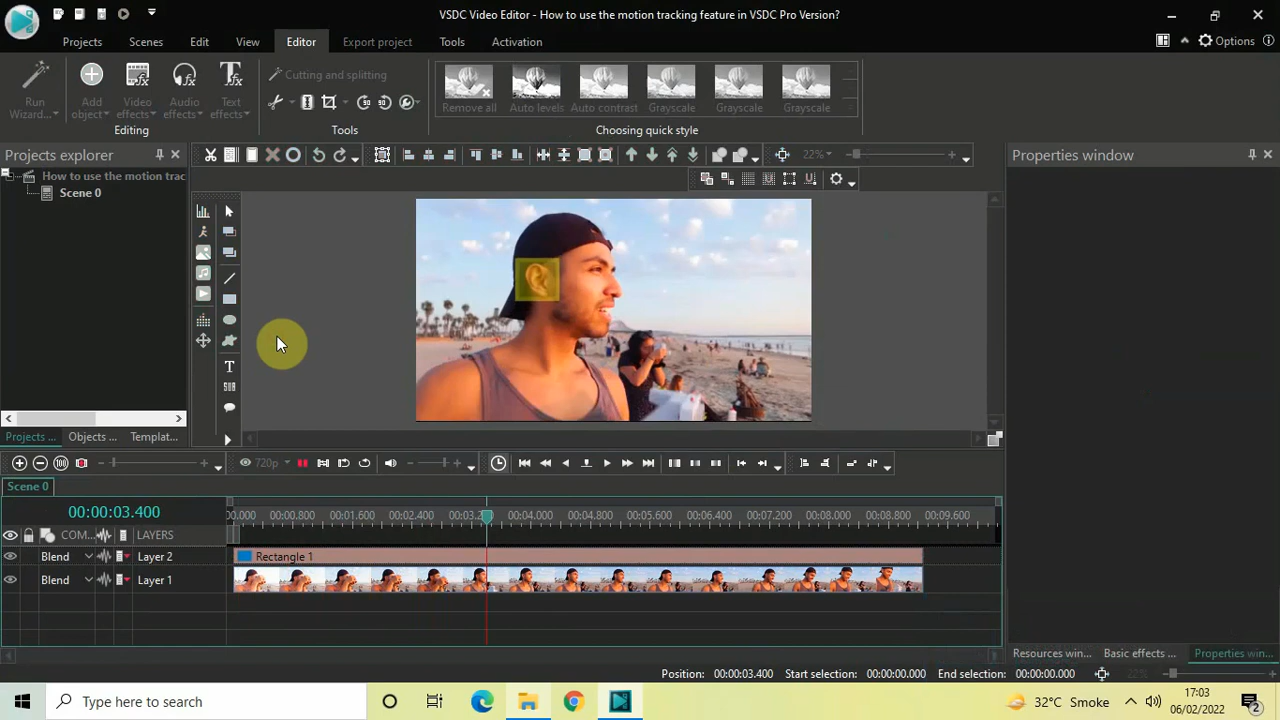 VSDC Video Editor - How to use the motion tracking feature in VSDC Pro Version?
Projects Scenes Edit View Editor Export project Tools Activation Options
Run Wizard... Add object Video effects Audio effects Text effects
Editing
Cutting and splitting
Tools
Remove all Auto levels Auto contrast Grayscale Grayscale Grayscale
Choosing quick style
Projects explorer
22%
Properties window
How to use the motion trac
Scene 0
T
SUB
Projects ... Objects ... Templat...
720p
Scene 0
00:00:03.400
0.000 00:00.800 00:01.600 00:02.400 00:03.2 00:04.000 00:04.800 00:05.600 00:06.400 00:07.200 00:08.000 00:08.800 00:09.600
COM... LAYERS
Blend Layer 2 Rectangle 1
Blend Layer 1
Resources win... Basic effects ... Properties win...
Position: 00:00:03.400 Start selection: 00:00:00.000 End selection: 00:00:00.000 22%
Type here to search
32°C Smoke
17:03
06/02/2022
2